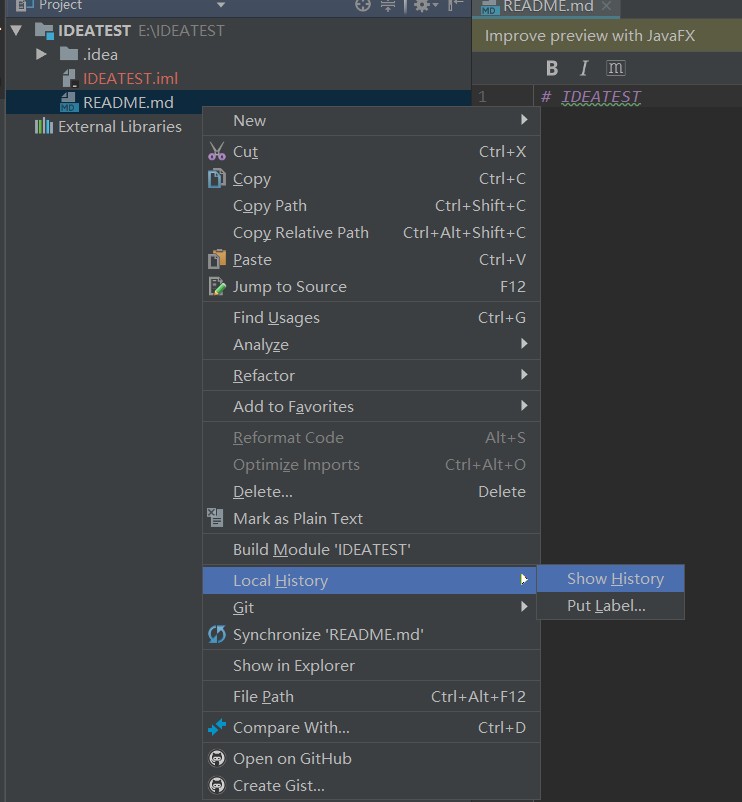 Project
README.md
IDEATEST E:\IDEATEST
Improve preview with JavaFX
.idea
B I m
IDEATEST.iml
MD README.md
1 # IDEATEST
External Libraries
New
Cut Ctrl+X
Copy Ctrl+C
Copy Path Ctrl+Shift+C
Copy Relative Path Ctrl+Alt+Shift+C
Paste Ctrl+V
Jump to Source F12
Find Usages Ctrl+G
Analyze
Refactor
Add to Favorites
Reformat Code Alt+S
Optimize Imports Ctrl+Alt+O
Delete... Delete
Mark as Plain Text
Build Module 'IDEATEST'
Local History
Show History
Git
Put Label...
Synchronize 'README.md'
Show in Explorer
File Path Ctrl+Alt+F12
Compare With... Ctrl+D
Open on GitHub
Create Gist...